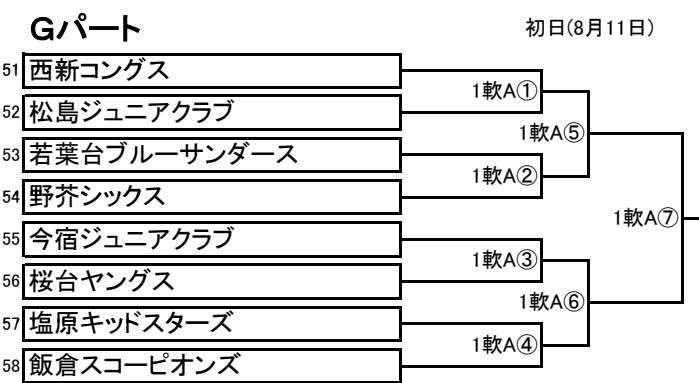 Gパート 初日(8月11日)
51 西新コングス
1軟A①
52 松島ジュニアクラブ
1軟A⑤
53 若葉台ブルーサンダース
1軟A②
54 野芥シックス
1軟A⑦
55 今宿ジュニアクラブ
1軟A③
56 桜台ヤングス
1軟A⑥
57 塩原キッドスターズ
1軟A④
58 飯倉スコーピオンズ